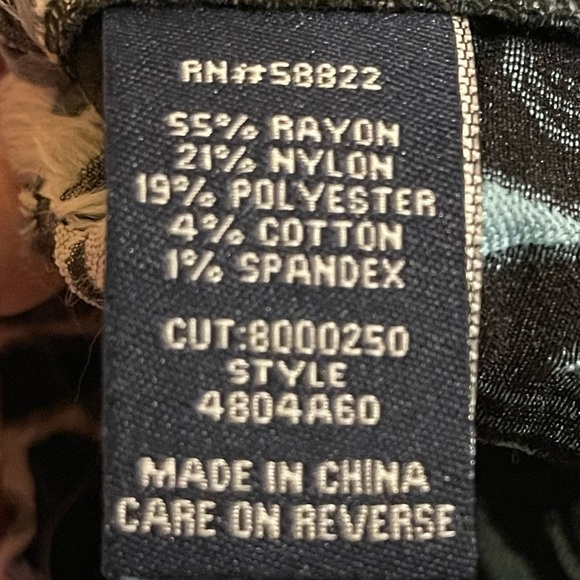 RN#58822
55% RAYON
21% NYLON
19% POLYESTER
4% COTTON
1% SPANDEX
CUT:8000250
STYLE
4804A60
MADE IN CHINA
CARE ON REVERSE